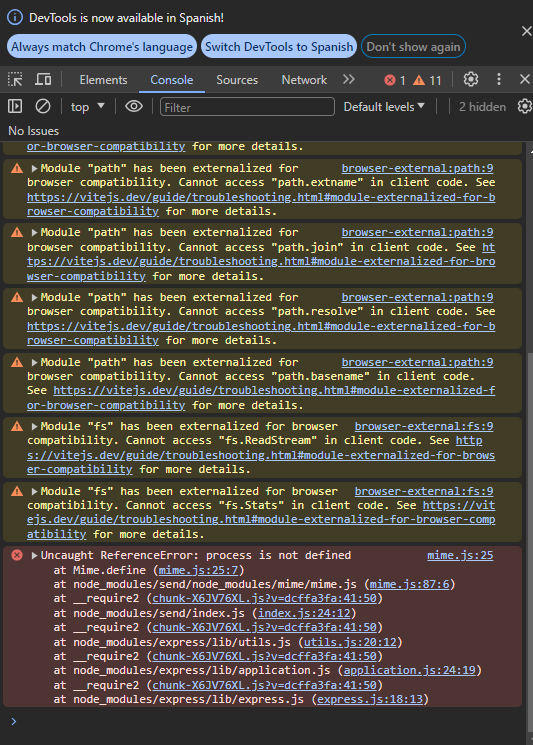 DevTools is now available in Spanish!
Always match Chrome's language Switch DevTools to Spanish Don't show again
Elements Console Sources Network 1 11
top Filter Default levels 2 hidden
No Issues
or-browser-compatibility for more details.
Module "path" has been externalized for browser-external:path:9
browser compatibility. Cannot access "path.extname" in client code. See
https://vitejs.dev/guide/troubleshooting.html#module-externalized-for-b
rowser-compatibility for more details.
Module "path" has been externalized for browser-external:path:9
browser compatibility. Cannot access "path.join" in client code. See ht
tps://vitejs.dev/guide/troubleshooting.html#module-externalized-for-bro
wser-compatibility for more details.
Module "path" has been externalized for browser-external:path:9
browser compatibility. Cannot access "path.resolve" in client code. See
https://vitejs.dev/guide/troubleshooting.html#module-externalized-for-b
rowser-compatibility for more details.
Module "path" has been externalized for browser-external:path:9
browser compatibility. Cannot access "path.basename" in client code.
See https://vitejs.dev/guide/troubleshooting.html#module-externalized-f
or-browser-compatibility for more details.
Module "fs" has been externalized for browser browser-external:fs:9
compatibility. Cannot access "fs.ReadStream" in client code. See http
s://vitejs.dev/guide/troubleshooting.html#module-externalized-for-brows
er-compatibility for more details.
Module "fs" has been externalized for browser browser-external:fs:9
compatibility. Cannot access "fs.Stats" in client code. See https://vit
ejs.dev/guide/troubleshooting.html#module-externalized-for-browser-comp
atibility for more details.
Uncaught ReferenceError: process is not defined mime.js:25
at Mime.define (mime.js:25:7)
at node_modules/send/node_modules/mime/mime.js (mime.js:87:6)
at __require2 (chunk-X6JV76XL.js?v=dcffa3fa:41:50)
at node_modules/send/index.js (index.js:24:12)
at __require2 (chunk-X6JV76XL.js?v=dcffa3fa:41:50)
at node_modules/express/lib/utils.js (utils.js:20:12)
at __require2 (chunk-X6JV76XL.js?v=dcffa3fa:41:50)
at node_modules/express/lib/application.js (application.js:24:19)
at __require2 (chunk-X6JV76XL.js?v=dcffa3fa:41:50)
at node_modules/express/lib/express.js (express.js:18:13)